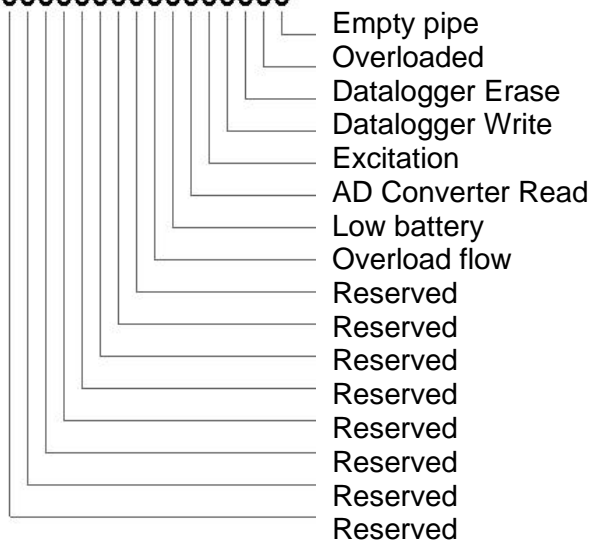 Empty pipe
Overloaded
Datalogger Erase
Datalogger Write
Excitation
AD Converter Read
Low battery
Overload flow
Reserved
Reserved
Reserved
Reserved
Reserved
Reserved
Reserved
Reserved